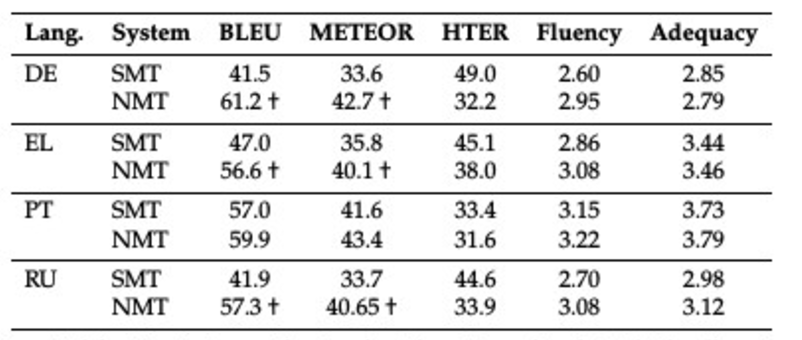 Lang. System BLEU METEOR HTER Fluency Adequacy
DE SMT 41.5 33.6 49.0 2.60 2.85
NMT 61.2 † 42.7 † 32.2 2.95 2.79
EL SMT 47.0 35.8 45.1 2.86 3.44
NMT 56.6 † 40.1 † 38.0 3.08 3.46
PT SMT 57.0 41.6 33.4 3.15 3.73
NMT 59.9 43.4 31.6 3.22 3.79
RU SMT 41.9 33.7 44.6 2.70 2.98
NMT 57.3 † 40.65 † 33.9 3.08 3.12